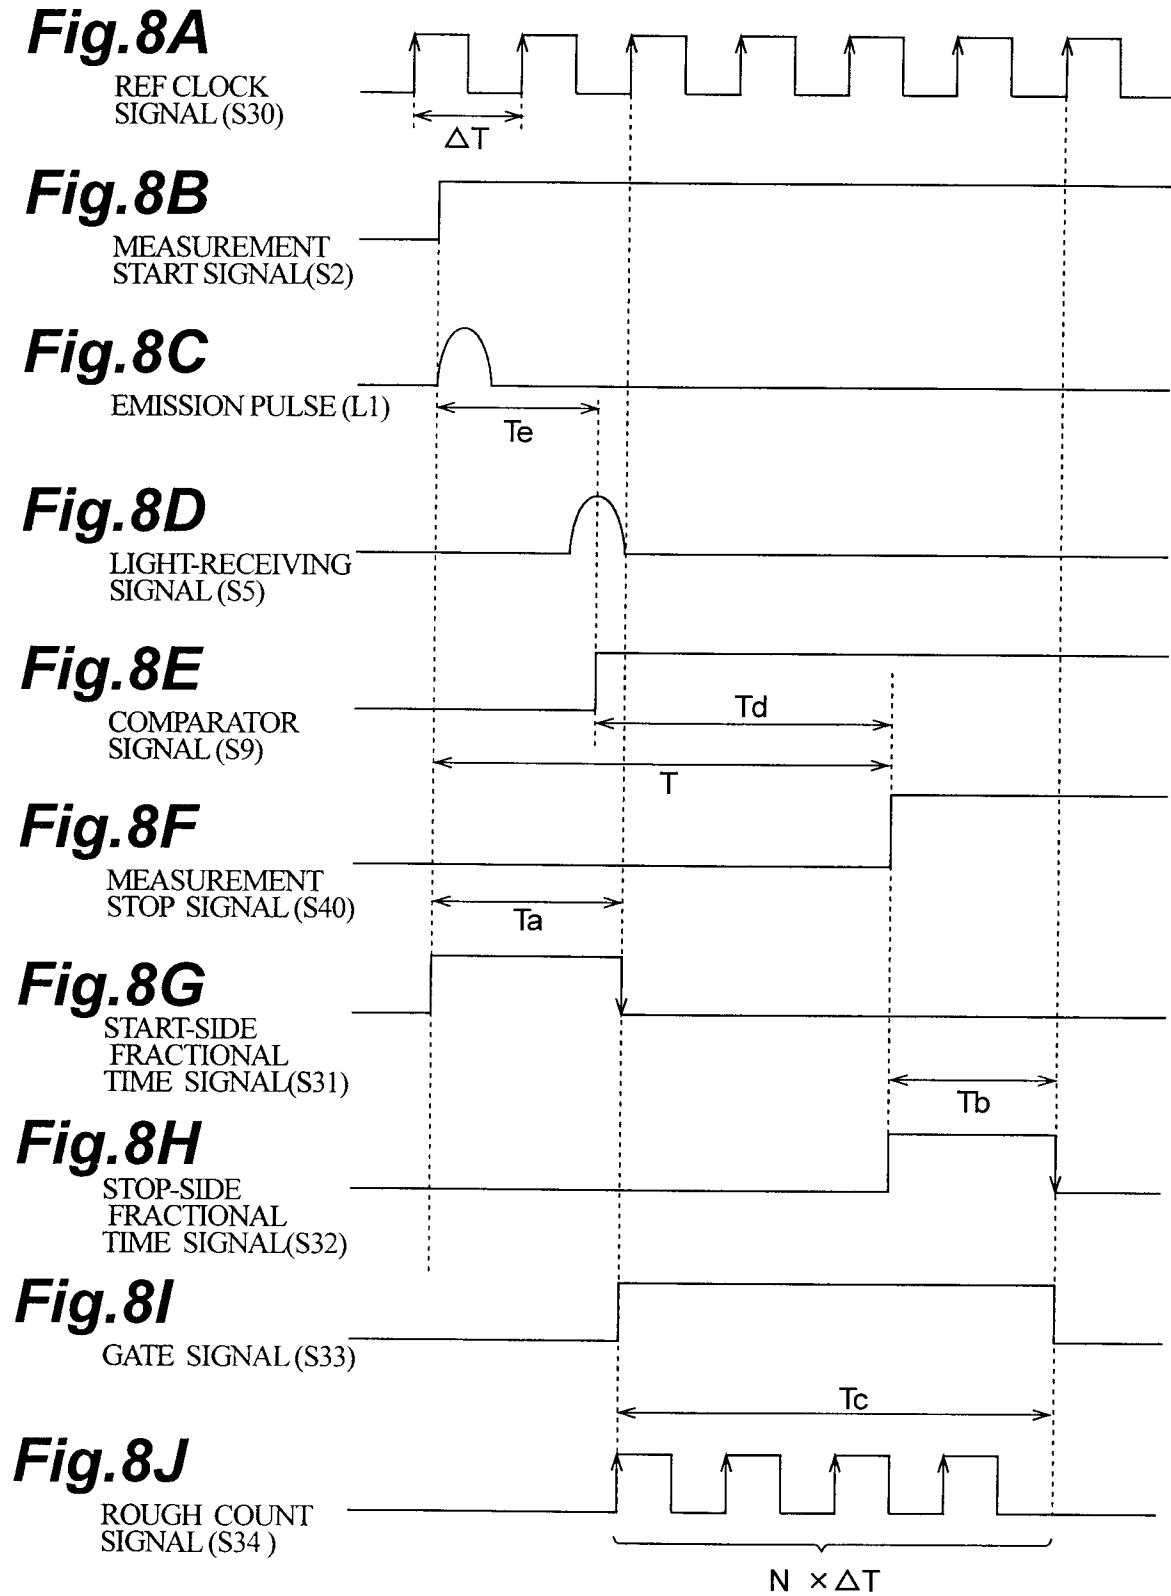 Fig.8A
REF CLOCK
SIGNAL(S30)
△T
Fig.8B
MEASUREMENT
START SIGNAL(S2)
Fig.8C
EMISSION PULSE(L1)
Te
Fig.8D
LIGHT-RECEIVING
SIGNAL(S5)
Fig.8E
COMPARATOR
SIGNAL(S9)
Td
T
Fig.8F
MEASUREMENT
STOP SIGNAL(S40)
Ta
Fig.8G
START-SIDE
FRACTIONAL
TIME SIGNAL(S31)
Tb
Fig.8H
STOP-SIDE
FRACTIONAL
TIME SIGNAL(S32)
Fig.8I
GATE SIGNAL(S33)
Tc
Fig.8J
ROUGH COUNT
SIGNAL(S34)
N ×△T